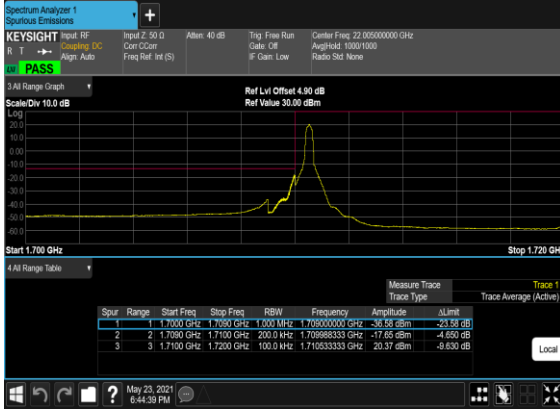 Spectrum Analyzer 1
Spurious Emissions
+
KEYSIGHT
R T
LXI PASS
Input: RF
Coupling: DC
Align: Auto
Input Z: 50 Ω
Corr CCorr
Freq Ref: Int (S)
Atten: 40 dB
Trig: Free Run
Gate: Off
IF Gain: Low
Center Freq: 22.005000000 GHz
Avg|Hold: 1000/1000
Radio Std: None
3 All Range Graph
Scale/Div 10.0 dB
Ref Lvl Offset 4.90 dB
Ref Value 30.00 dBm
Log
20.0
10.0
0.00
-10.0
-20.0
-30.0
-40.0
-50.0
-60.0
Start 1.700 GHz
Stop 1.720 GH
4 All Range Table
Measure Trace Trace 1
Trace Type Trace Average (Active)
Spur Range Start Freq Stop Freq RBW Frequency Amplitude ΔLimit
1 1 1.7000 GHz 1.7090 GHz 1.000 MHz 1.709000000 GHz -36.58 dBm -23.58 dB
2 2 1.7090 GHz 1.7100 GHz 200.0 kHz 1.709988333 GHz -17.65 dBm -4.650 dB
3 3 1.7100 GHz 1.7200 GHz 100.0 kHz 1.710533333 GHz 20.37 dBm -9.630 dB
Local
?
May 23, 2021
6:44:39 PM